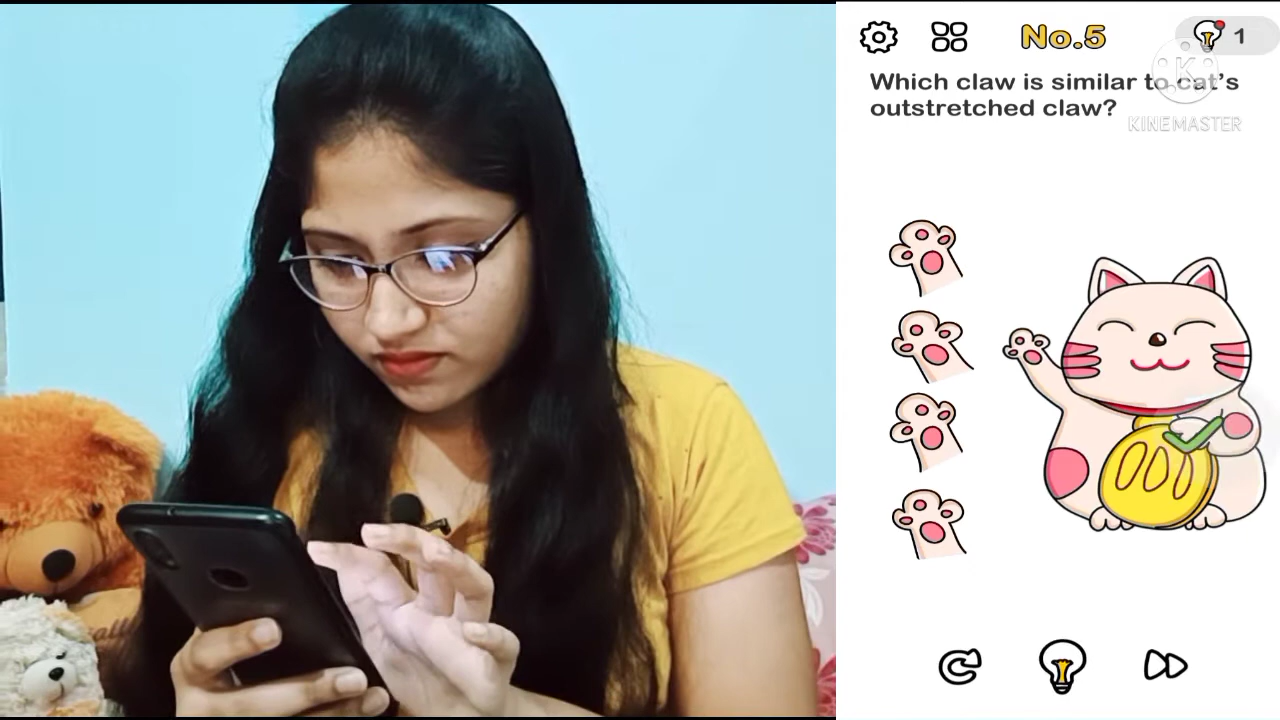 No.5
1
Which claw is similar to cat's
outstretched claw?
K
KINEMASTER